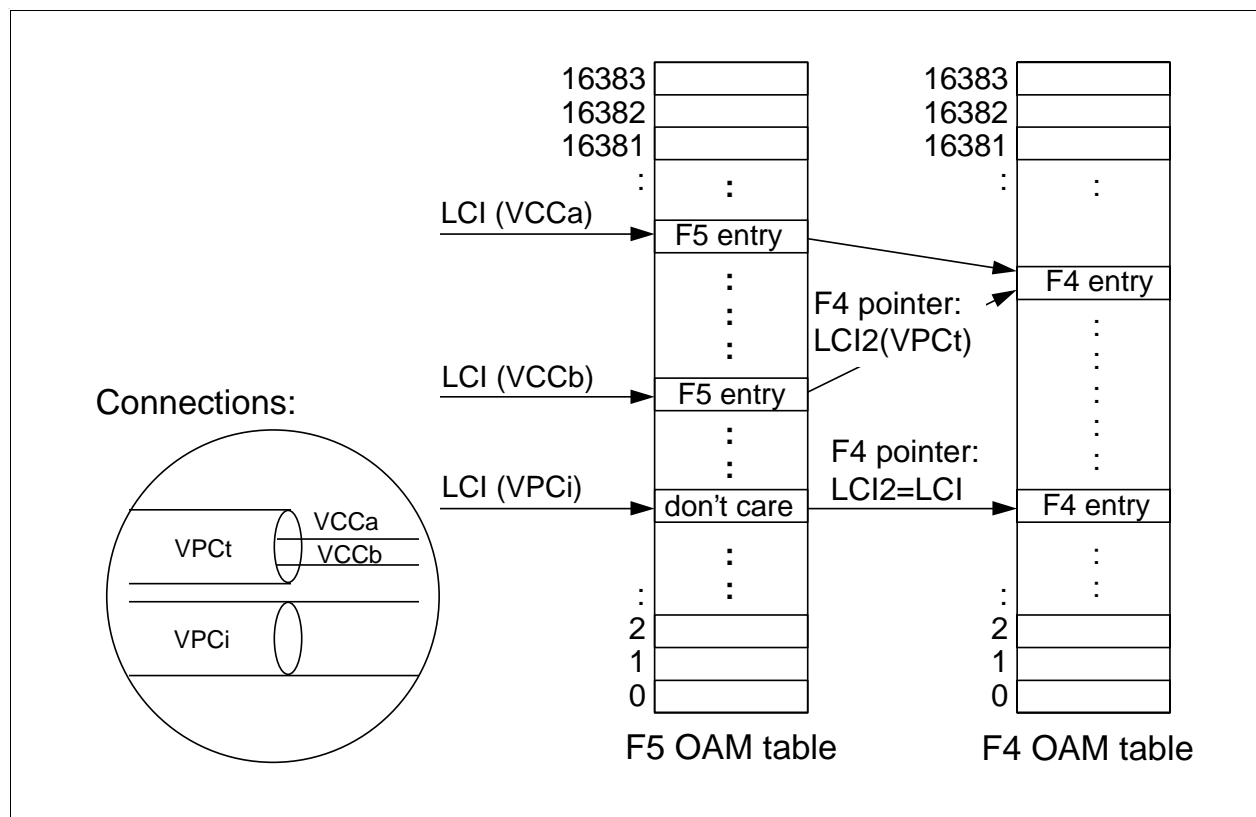 16383
16382
16381
:
16383
16382
16381
:
:
:
LCI (VCCa)
F5 entry
F4 entry
:
:
:
F4 pointer:
LCI2(VPCt)
LCI (VCCb)
F5 entry
:
:
:
:
:
Connections:
:
:
F4 pointer:
LCI2=LCI
LCI (VPCi)
don't care
F4 entry
VPCt
VCCa
VCCb
VPCi
:
:
:
:
:
2
1
0
:
2
1
0
F5 OAM table
F4 OAM table